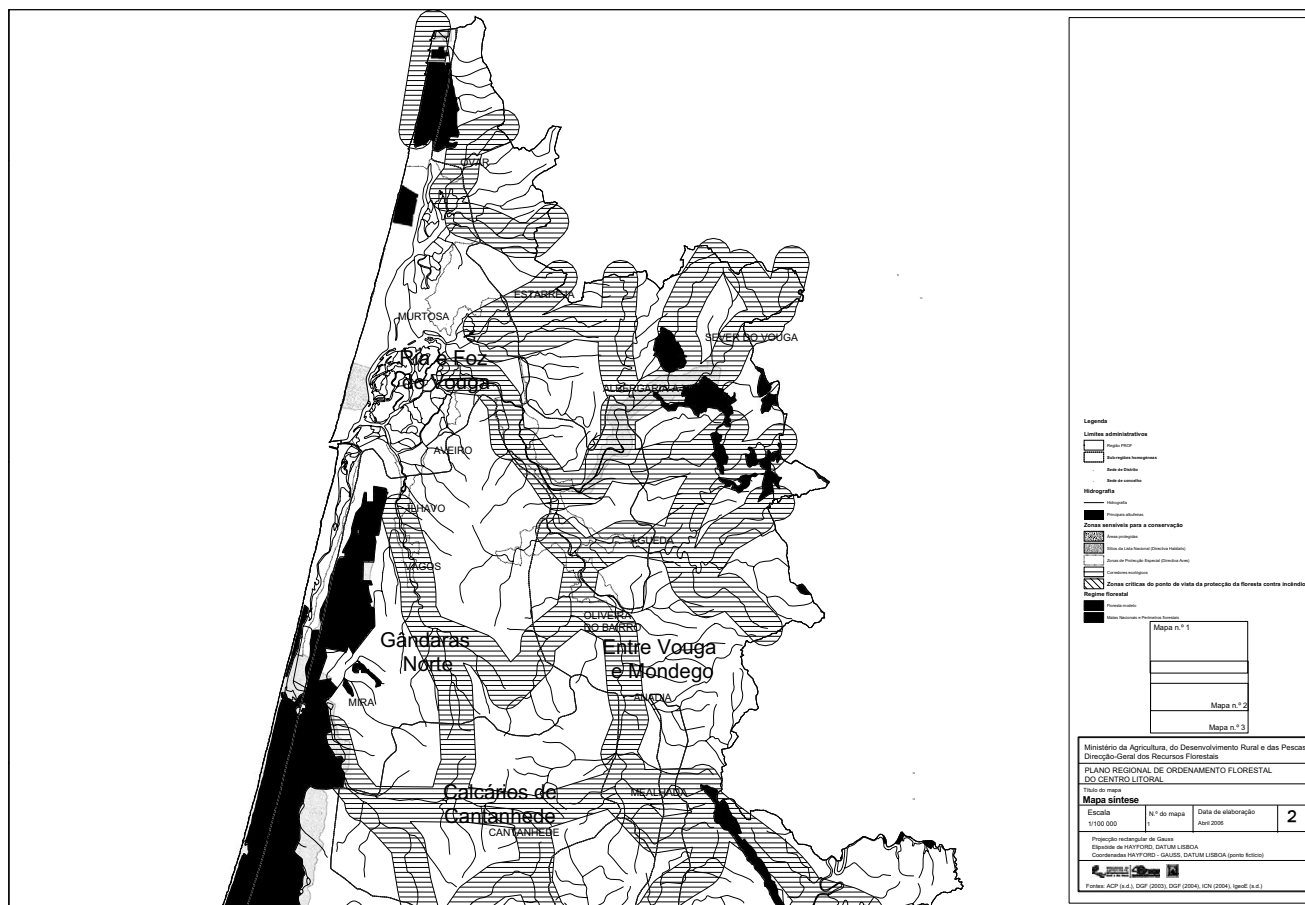 OVAR
ESTARREJA
MURTOSA
SEVER DO VOUGA
Ria e Foz
do Vouga
AVEIRO
ILHAVO
ÁGUEDA
VAGOS
OLIVEIRA
DO BAIRRO
Gândaras
Norte
Entre Vouga
e Mondego
MIRA
ANADIA
Calcários de
Cantanhede
MEALHADA
CANTANHEDE
Legenda
Limites administrativos
Região PROF
Sub-regiões homogéneas
Sede de Distrito
Sede de concelho
Hidrografia
Hidrografia
Principais albufeiras
Zonas sensíveis para a conservação
Áreas protegidas
Sítios da Lista Nacional (Directiva Habitats)
Zonas de Protecção Especial (Directiva Aves)
Corredores ecológicos
Zonas críticas do ponto de vista da protecção da floresta contra incêndio
Regime florestal
Floresta modelo
Matas Nacionais e Perímetros florestais
Mapa n.º 1
Mapa n.º 2
Mapa n.º 3
Ministério da Agricultura, do Desenvolvimento Rural e das Pescas
Direcção-Geral dos Recursos Florestais
PLANO REGIONAL DE ORDENAMENTO FLORESTAL
DO CENTRO LITORAL
Título do mapa
Mapa síntese
Escala
1/100 000
N.º do mapa
1
Data de elaboração
Abril 2006
2
Projecção rectangular de Gauss
Elipsóide de HAYFORD, DATUM LISBOA
Coordenadas HAYFORD - GAUSS, DATUM LISBOA (ponto fictício)
Fontes: ACP (s.d.), DGF (2003), DGF (2004), ICN (2004), IgeoE (s.d.)